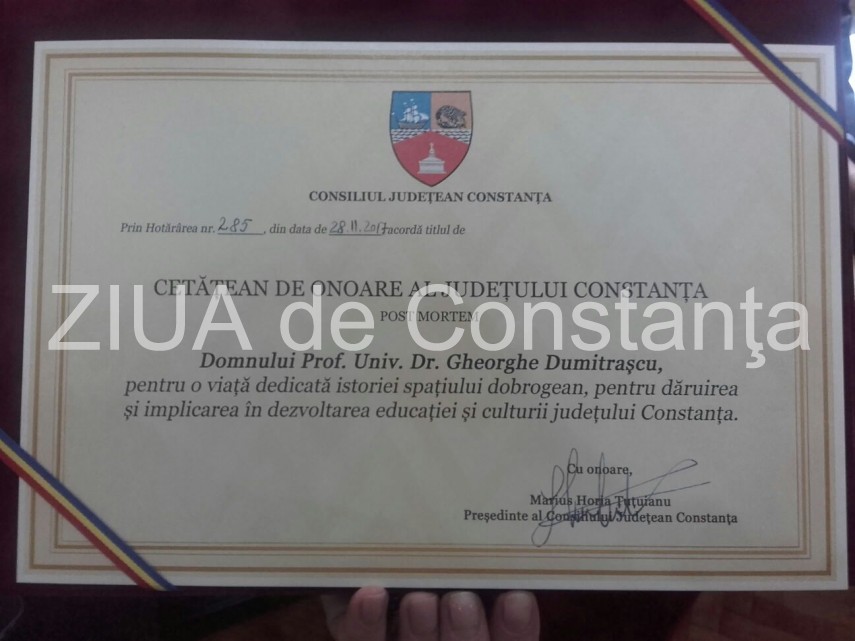 CONSILIUL JUDEȚEAN CONSTANȚA
Prin Hotărârea nr. 285, din data de 28.11.2017 acordă titlul de
CETĂȚEAN DE ONOARE AL JUDEȚULUI CONSTANȚA
ZIUA de Constanţa
POST MORTEM
Domnului Prof. Univ. Dr. Gheorghe Dumitrașcu,
pentru o viață dedicată istoriei spațiului dobrogean, pentru dăruirea
și implicarea în dezvoltarea educației și culturii județului Constanța.
Cu onoare,
Marius Horia Țuțuianu
Președinte al Consiliului Județean Constanța